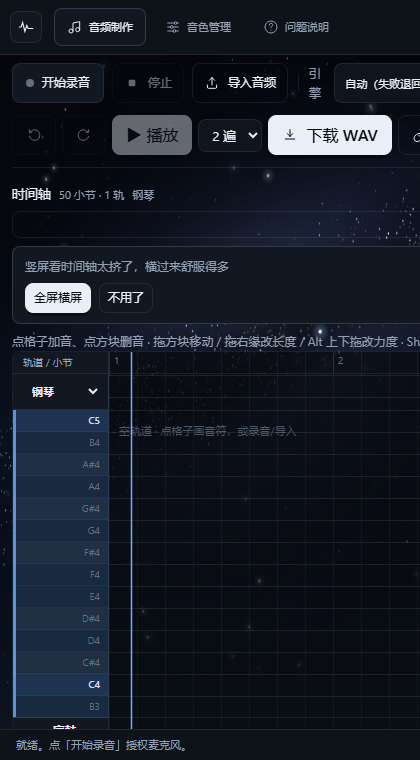 音频制作 音色管理 问题说明
开始录音 停止 导入音频 引擎 自动（失败退回
播放 2 遍 下载 WAV
时间轴 50 小节 · 1 轨 钢琴
竖屏看时间轴太挤了，横过来舒服得多
全屏横屏 不用了
点格子加音、点方块删音 · 拖方块移动 / 拖右缘改长度 / Alt 上下拖改力度 · Sh
轨道 / 小节 1 2
钢琴
C5
空轨道 · 点格子画音符，或录音/导入
B4
A#4
A4
G#4
G4
F#4
F4
E4
D#4
D4
C#4
C4
B3
就绪。点「开始录音」授权麦克风。